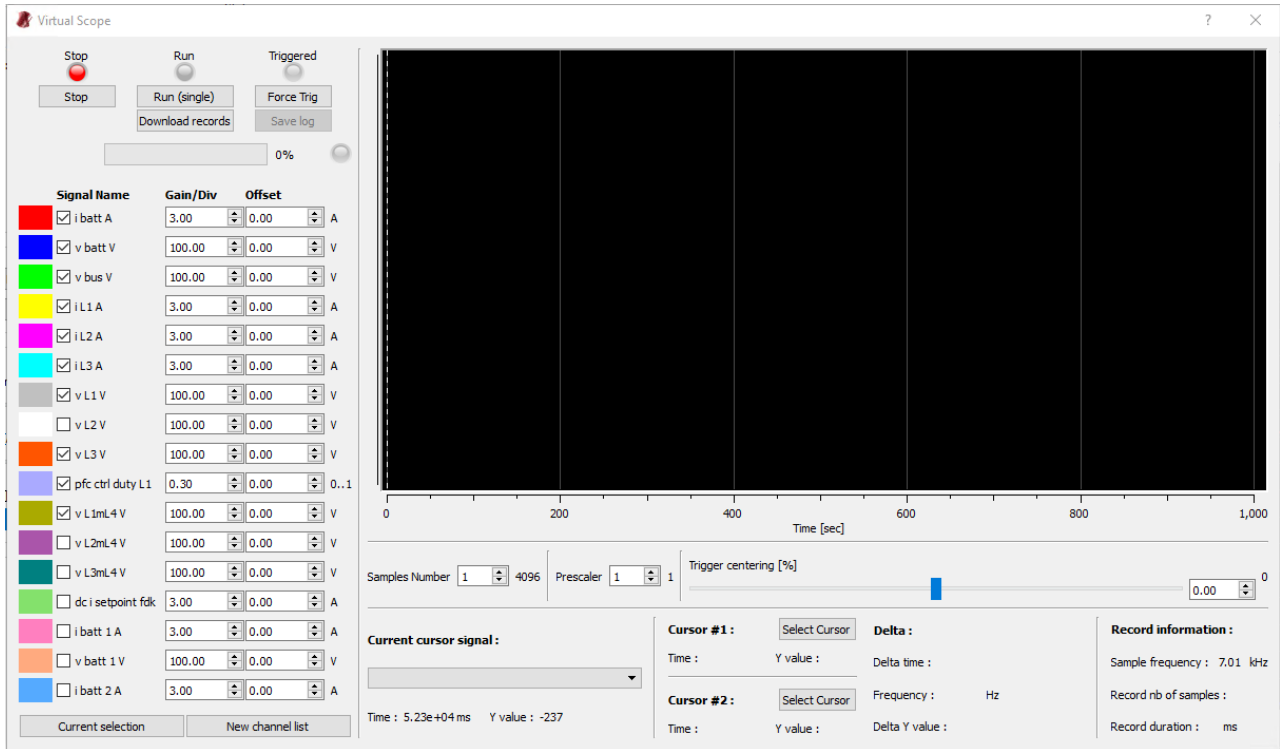 Virtual Scope ? ×
Stop Run Triggered
Stop Run (single) Force Trig
Download records Save log
0%
Signal Name Gain/Div Offset
i batt A 3.00 0.00 A
v batt V 100.00 0.00 V
v bus V 100.00 0.00 V
i L1 A 3.00 0.00 A
i L2 A 3.00 0.00 A
i L3 A 3.00 0.00 A
v L1 V 100.00 0.00 V
v L2 V 100.00 0.00 V
v L3 V 100.00 0.00 V
pfc ctrl duty L1 0.30 0.00 0..1
v L1mL4 V 100.00 0.00 V
v L2mL4 V 100.00 0.00 V
v L3mL4 V 100.00 0.00 V
dc i setpoint fdk 3.00 0.00 A
i batt 1 A 3.00 0.00 A
v batt 1 V 100.00 0.00 V
i batt 2 A 3.00 0.00 A
Current selection New channel list
0 200 400 600 800 1,000
Time [sec]
Samples Number 1 4096 Prescaler 1 1 Trigger centering [%] 0.00 0
Current cursor signal :
Time : 5.23e+04 ms Y value : -237
Cursor #1 : Select Cursor
Time : Y value :
Cursor #2 : Select Cursor
Time : Y value :
Delta :
Delta time :
Frequency : Hz
Delta Y value :
Record information :
Sample frequency : 7.01 kHz
Record nb of samples :
Record duration : ms